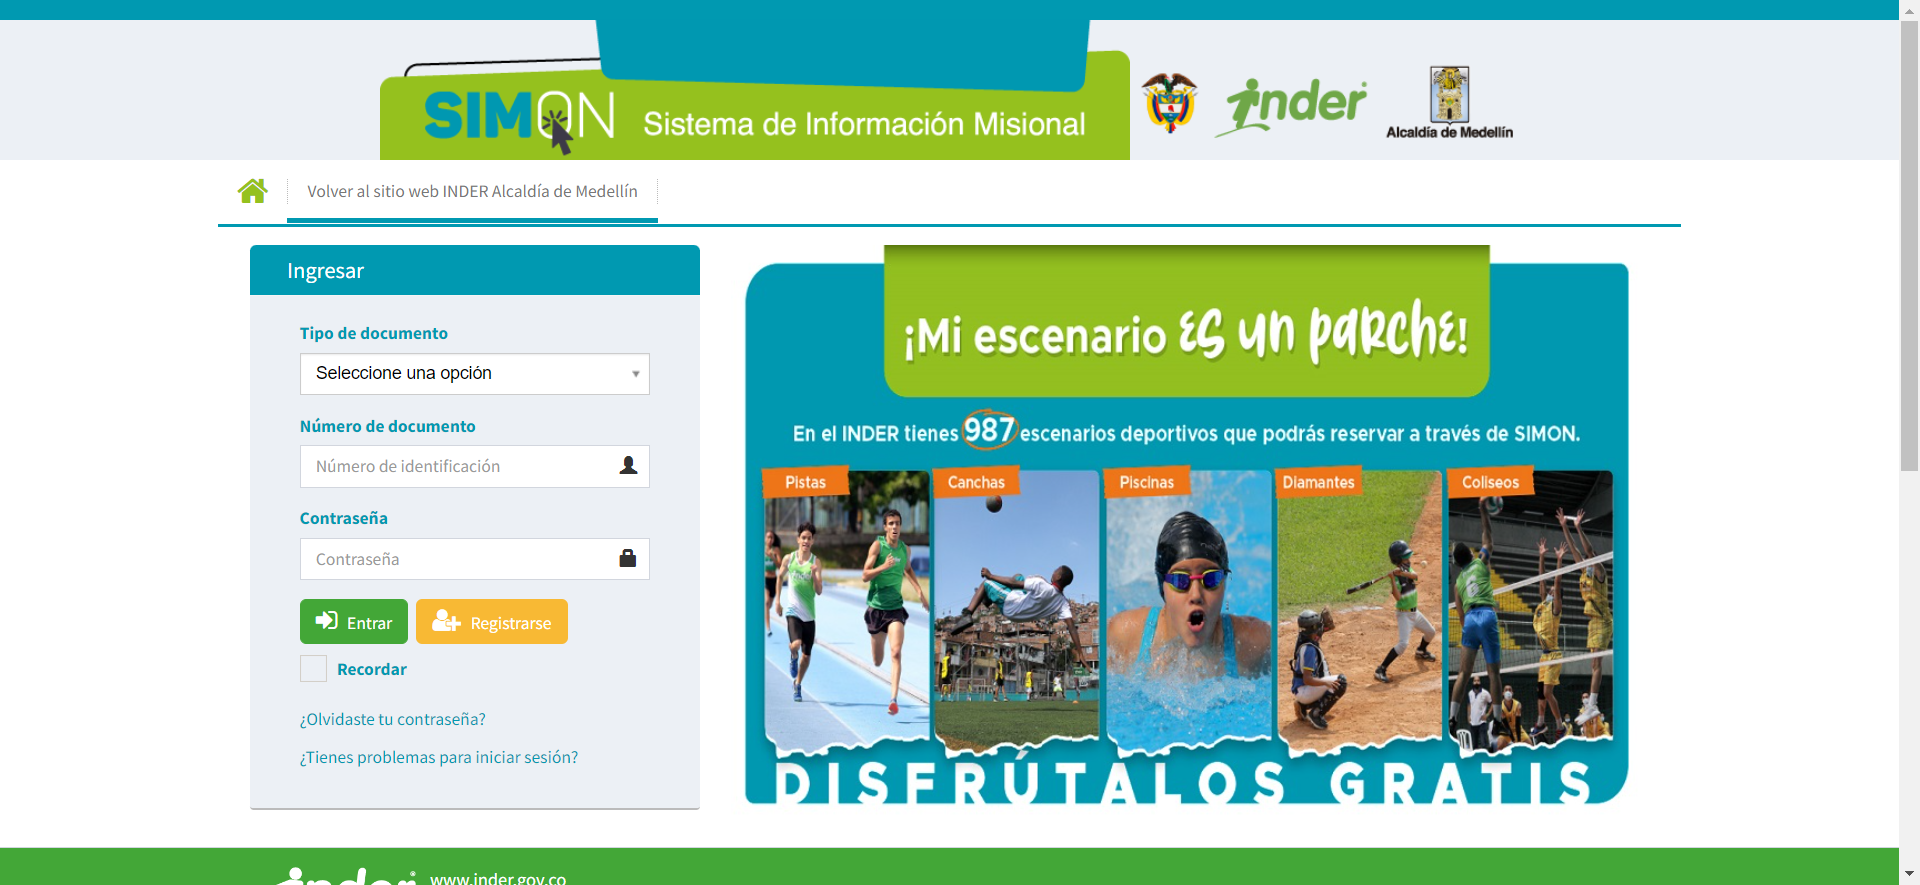 SIMON Sistema de Información Misional
inder
Alcaldía de Medellín
Volver al sitio web INDER Alcaldía de Medellín
Ingresar
Tipo de documento
Seleccione una opción
Número de documento
Número de identificación
Contraseña
Contraseña
Entrar
Registrarse
Recordar
¿Olvidaste tu contraseña?
¿Tienes problemas para iniciar sesión?
¡Mi escenario es un parche!
En el INDER tienes 987 escenarios deportivos que podrás reservar a través de SIMON.
Pistas
Canchas
Piscinas
Diamantes
Coliseos
DISFRÚTALOS GRATIS
inder
www.inder.gov.co